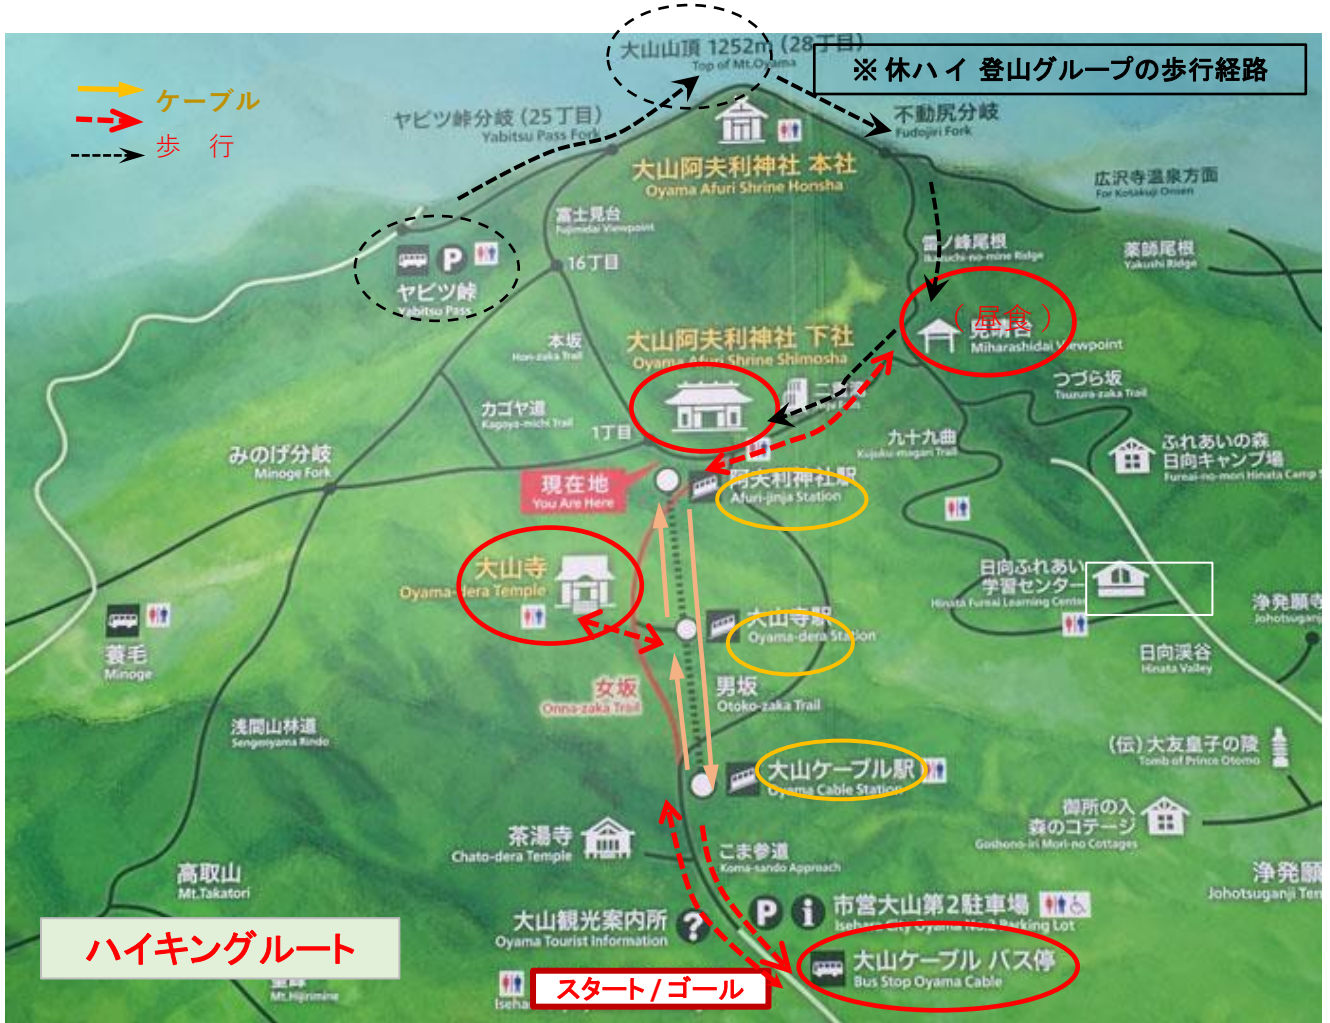 大山山頂 1252m (28丁目)
Top of Mt.Oyama
※ 休ハイ 登山グループの歩行経路
ケーブル
歩 行
ヤビツ峠分岐 (25丁目)
Yabitsu Pass Fork
不動尻分岐
Fudojiri Fork
大山阿夫利神社 本社
Oyama Afuri Shrine Honsha
広沢寺温泉方面
For Kosakuji Onsen
富士見台
Fujimidai Viewpoint
雷ノ峰尾根
Ikazuchi-no-mine Ridge
薬師尾根
Yakushi Ridge
16丁目
P
ヤビツ峠
Yabitsu Pass
(昼食)
見晴台
Miharashidai Viewpoint
大山阿夫利神社 下社
Oyama Afuri Shrine Shimosha
本坂
Hon-zaka Trail
つづら坂
Tsuzura-zaka Trail
二重滝
カゴヤ道
Kagoya-michi Trail
1丁目
九十九曲
Kujuku-magari Trail
ふれあいの森
日向キャンプ場
Fureai-no-mori Hinata Camp S
みのげ分岐
Minoge Fork
現在地
You Are Here
阿夫利神社駅
Afuri-jinja Station
大山寺
Oyama-dera Temple
日向ふれあい
学習センター
Hinata Fureai Learning Center
浄発願寺
Johotsuganji
大山寺駅
Oyama-dera Station
蓑毛
Minoge
日向渓谷
Hinata Valley
女坂
Onna-zaka Trail
男坂
Otoko-zaka Trail
浅間山林道
Sengenyama Rindo
(伝) 大友皇子の陵
Tomb of Prince Otomo
大山ケーブル駅
Oyama Cable Station
御所の入
森のコテージ
Goshono-iri Mori-no Cottages
茶湯寺
Chato-dera Temple
こま参道
Koma-sando Approach
高取山
Mt.Takatori
浄発願
Johotsuganji Tem
大山観光案内所
Oyama Tourist Information
?
P
i
市営大山第2駐車場
Isehara City Oyama No.2 Parking Lot
ハイキングルート
大山ケーブル バス停
Bus Stop Oyama Cable
スタート / ゴール
Mt.Hijirimine
Isehara